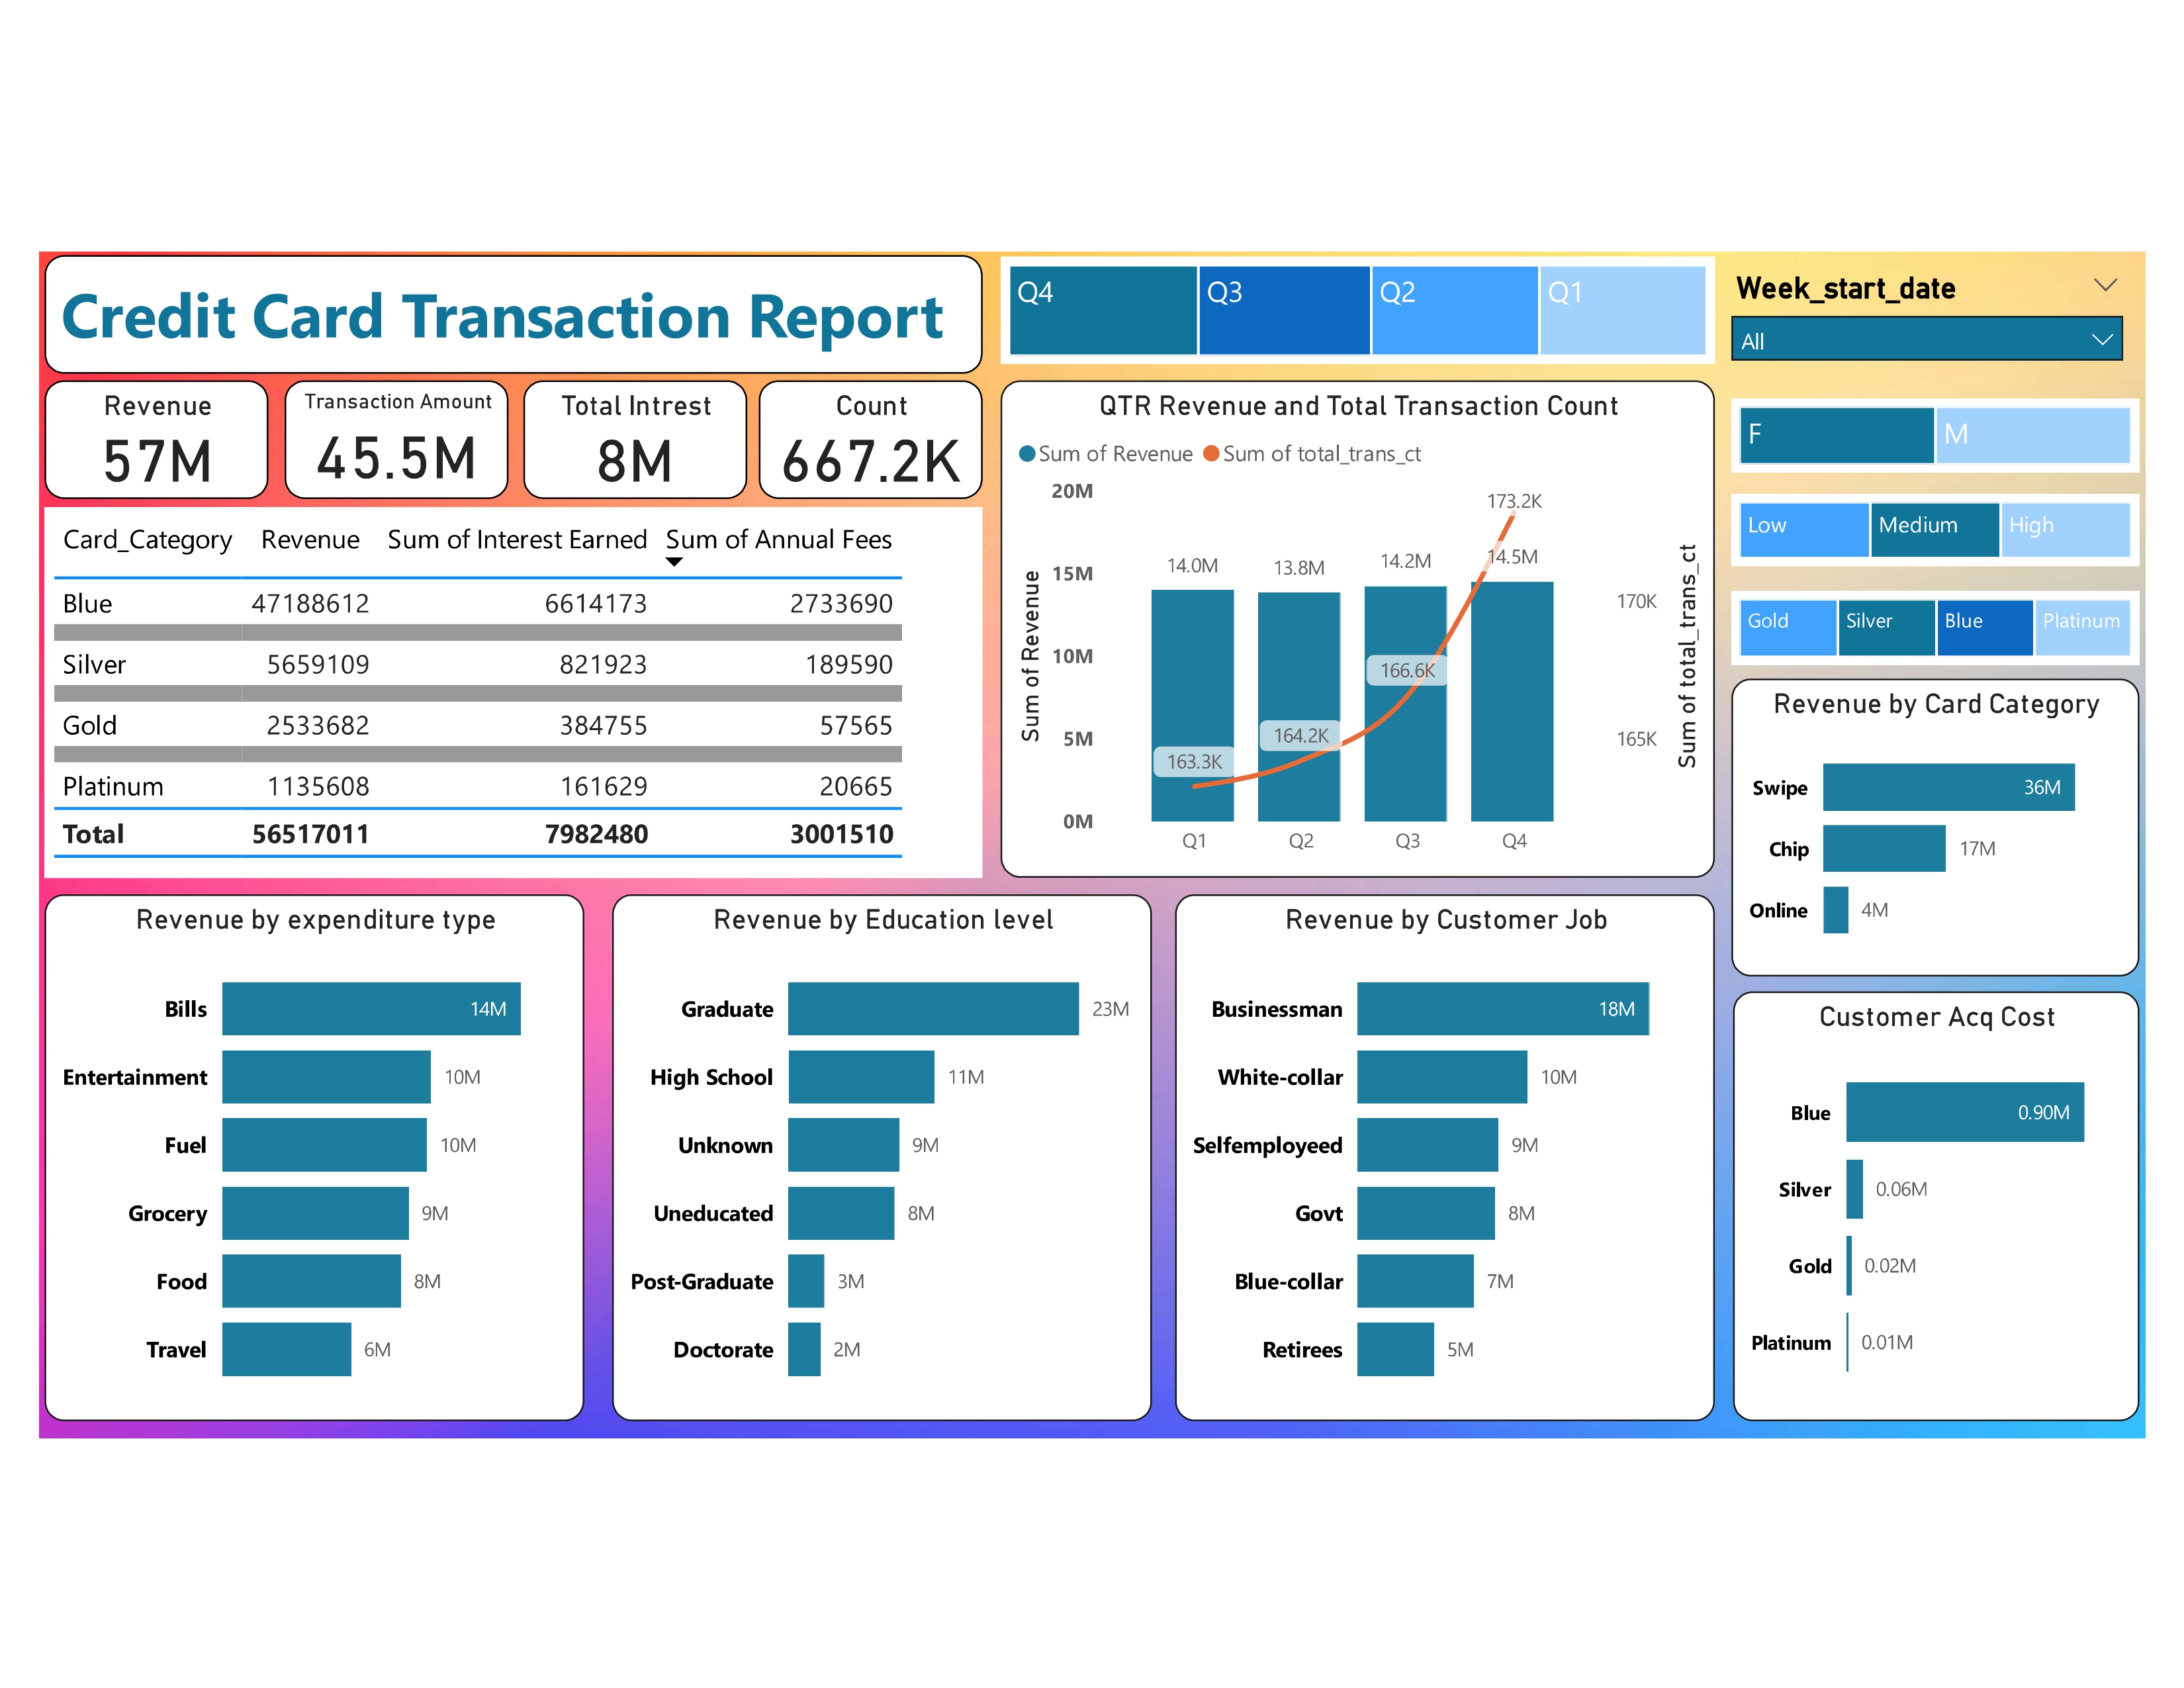 Credit Card Transaction Report
Q4 Q3 Q2 Q1
Week_start_date
All
Revenue
57M
Transaction Amount
45.5M
Total Intrest
8M
Count
667.2K
F M
Low Medium High
Gold Silver Blue Platinum
Card_Category Revenue Sum of Interest Earned Sum of Annual Fees
Blue 47188612 6614173 2733690
Silver 5659109 821923 189590
Gold 2533682 384755 57565
Platinum 1135608 161629 20665
Total 56517011 7982480 3001510
QTR Revenue and Total Transaction Count
Sum of Revenue Sum of total_trans_ct
Sum of Revenue
20M
15M
10M
5M
0M
14.0M 13.8M 14.2M 14.5M
163.3K 164.2K 166.6K 173.2K
Q1 Q2 Q3 Q4
170K
165K
Sum of total_trans_ct
Revenue by Card Category
Swipe 36M
Chip 17M
Online 4M
Revenue by expenditure type
Bills 14M
Entertainment 10M
Fuel 10M
Grocery 9M
Food 8M
Travel 6M
Revenue by Education level
Graduate 23M
High School 11M
Unknown 9M
Uneducated 8M
Post-Graduate 3M
Doctorate 2M
Revenue by Customer Job
Businessman 18M
White-collar 10M
Selfemployeed 9M
Govt 8M
Blue-collar 7M
Retirees 5M
Customer Acq Cost
Blue 0.90M
Silver 0.06M
Gold 0.02M
Platinum 0.01M